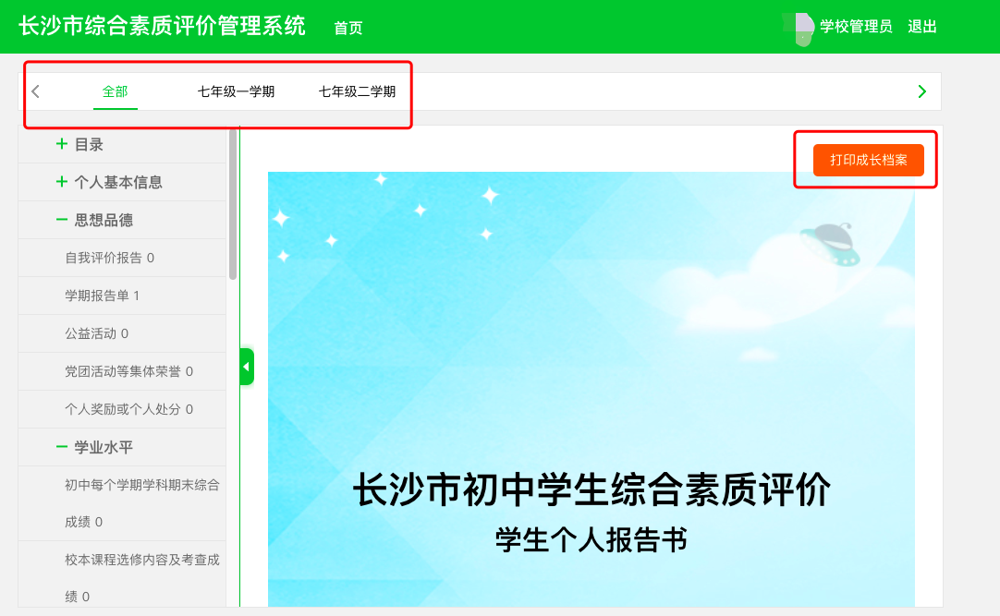 长沙市综合素质评价管理系统 首页 学校管理员 退出
全部 七年级一学期 七年级二学期
目录
个人基本信息
思想品德
自我评价报告 0
学期报告单 1
公益活动 0
党团活动等集体荣誉 0
个人奖励或个人处分 0
学业水平
初中每个学期学科期末综合
成绩 0
校本课程选修内容及考查成
绩 0
打印成长档案
长沙市初中学生综合素质评价
学生个人报告书